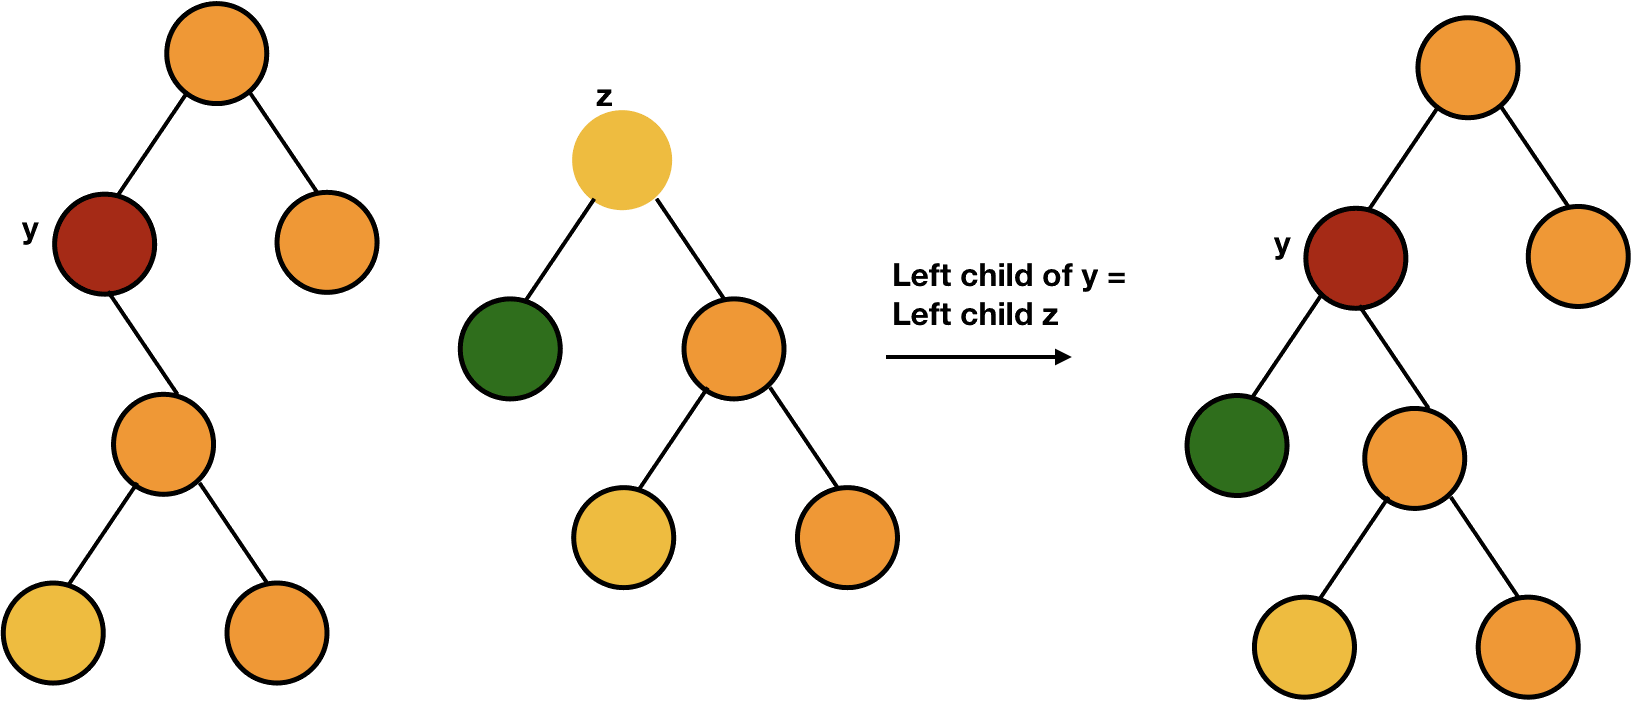 z
y
Left child of y =
Left child z
y